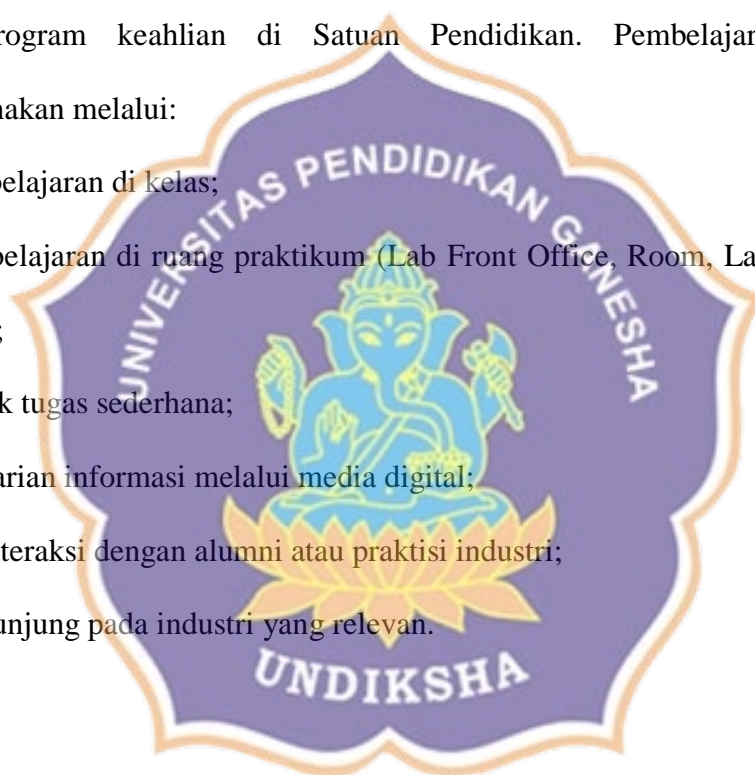 rogram keahlian di Satuan Pendidikan. Pembelajar
nakan melalui:
belajaran di kelas;
UNIVERSITAS PENDIDIKAN GANESHA
belajaran di ruang praktikum (Lab Front Office, Room, La
;
k tugas sederhana;
arian informasi melalui media digital;
teraksi dengan alumni atau praktisi industri;
unjung pada industri yang relevan.
UNDIKSHA